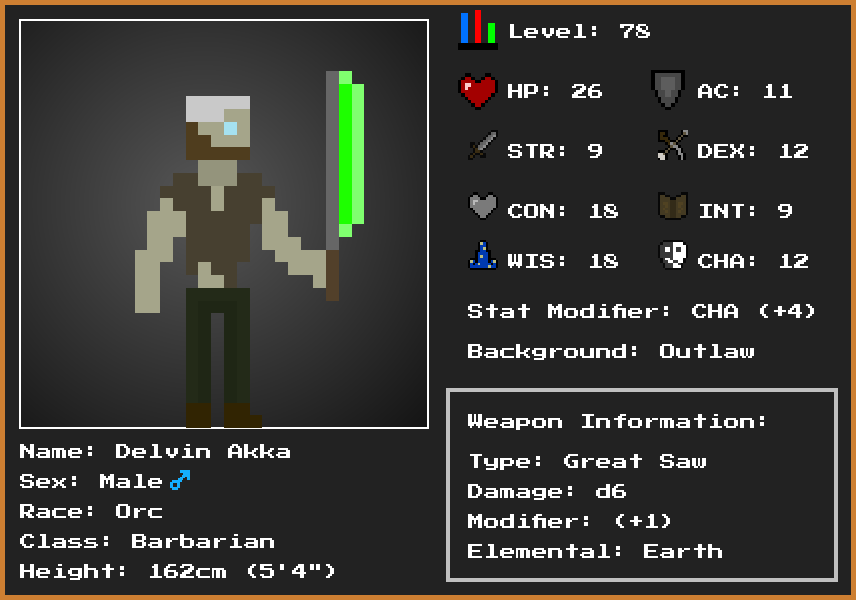 Level: 78
HP: 26 AC: 11
STR: 9 DEX: 12
CON: 18 INT: 9
WIS: 18 CHA: 12
Stat Modifier: CHA (+4)
Background: Outlaw
Weapon Information:
Type: Great Saw
Damage: d6
Modifier: (+1)
Elemental: Earth
Name: Delvin Akka
Sex: Male ♂
Race: Orc
Class: Barbarian
Height: 162cm (5'4")